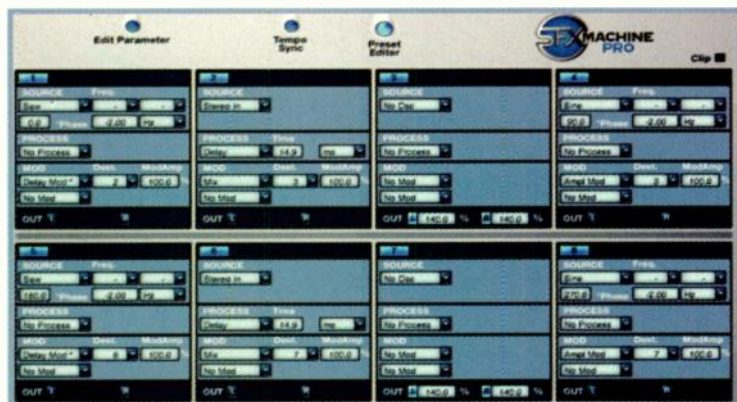 Edit Parameter
Tempo Sync
Preset Editor
SFX MACHINE PRO
Clip
1
SOURCE Freq.
Saw - -
0.0 °Phase -2.00 Hz
PROCESS
No Process
MOD Dest. ModAmp
Delay Mod* 2 100.0
No Mod
OUT
2
SOURCE
Stereo In
PROCESS Time
Delay 14.9 ms
MOD Dest. ModAmp
Mix 3 100.0
No Mod
OUT
3
SOURCE
No Osc
PROCESS
No Process
MOD
No Mod
No Mod
OUT 140.0 % 140.0 %
4
SOURCE Freq.
Sine - -
90.0 °Phase -2.00 Hz
PROCESS
No Process
MOD Dest. ModAmp
Ampl Mod 3 100.0
No Mod
OUT
5
SOURCE Freq.
Saw - -
180.0 °Phase -2.00 Hz
PROCESS
No Process
MOD Dest. ModAmp
Delay Mod* 6 100.0
No Mod
OUT
6
SOURCE
Stereo In
PROCESS Time
Delay 14.9 ms
MOD Dest. ModAmp
Mix 7 100.0
No Mod
OUT
7
SOURCE
No Osc
PROCESS
No Process
MOD
No Mod
No Mod
OUT 140.0 % 140.0 %
8
SOURCE Freq.
Sine - -
270.0 °Phase -2.00 Hz
PROCESS
No Process
MOD Dest. ModAmp
Ampl Mod 7 100.0
No Mod
OUT